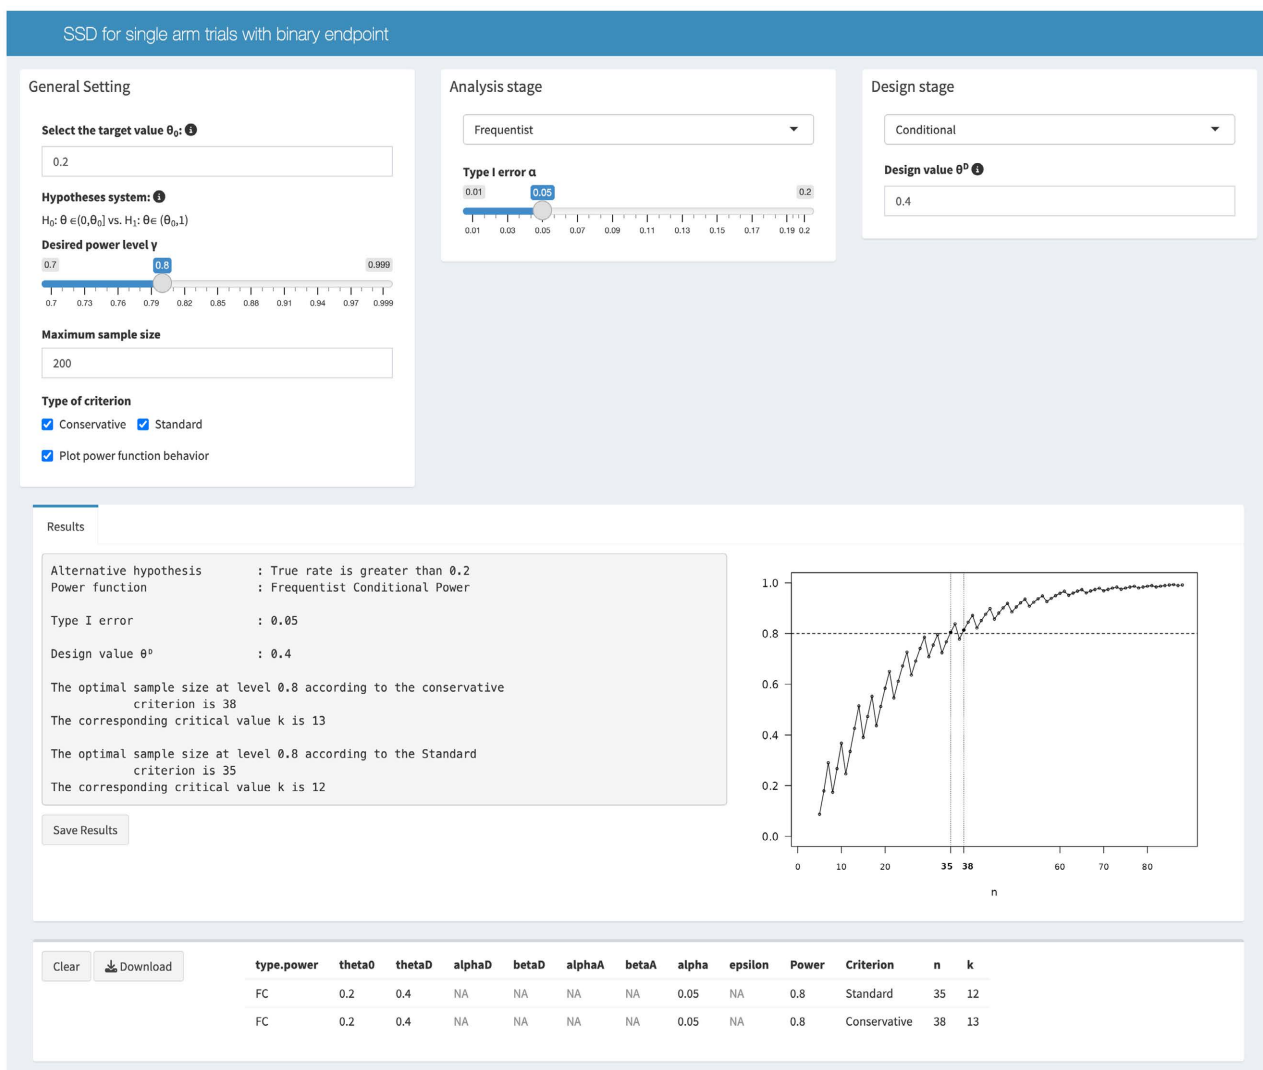 SSD for single arm trials with binary endpoint
General Setting
Select the target value θ₀:
0.2
Hypotheses system:
H₀: θ ∈(0,θ₀] vs. H₁: θ∈ (θ₀,1)
Desired power level γ
0.7 0.8 0.999
0.7 0.73 0.76 0.79 0.82 0.85 0.88 0.91 0.94 0.97 0.999
Maximum sample size
200
Type of criterion
Conservative Standard
Plot power function behavior
Analysis stage
Frequentist
Type I error α
0.01 0.05 0.2
0.01 0.03 0.05 0.07 0.09 0.11 0.13 0.15 0.17 0.19 0.2
Design stage
Conditional
Design value θᴰ
0.4
Results
Alternative hypothesis : True rate is greater than 0.2
Power function : Frequentist Conditional Power
Type I error : 0.05
Design value θᴰ : 0.4
The optimal sample size at level 0.8 according to the conservative
criterion is 38
The corresponding critical value k is 13
The optimal sample size at level 0.8 according to the Standard
criterion is 35
The corresponding critical value k is 12
Save Results
1.0
0.8
0.6
0.4
0.2
0.0
0 10 20 35 38 60 70 80
n
Clear Download
type.power theta0 thetaD alphaD betaD alphaA betaA alpha epsilon Power Criterion n k
FC 0.2 0.4 NA NA NA NA 0.05 NA 0.8 Standard 35 12
FC 0.2 0.4 NA NA NA NA 0.05 NA 0.8 Conservative 38 13